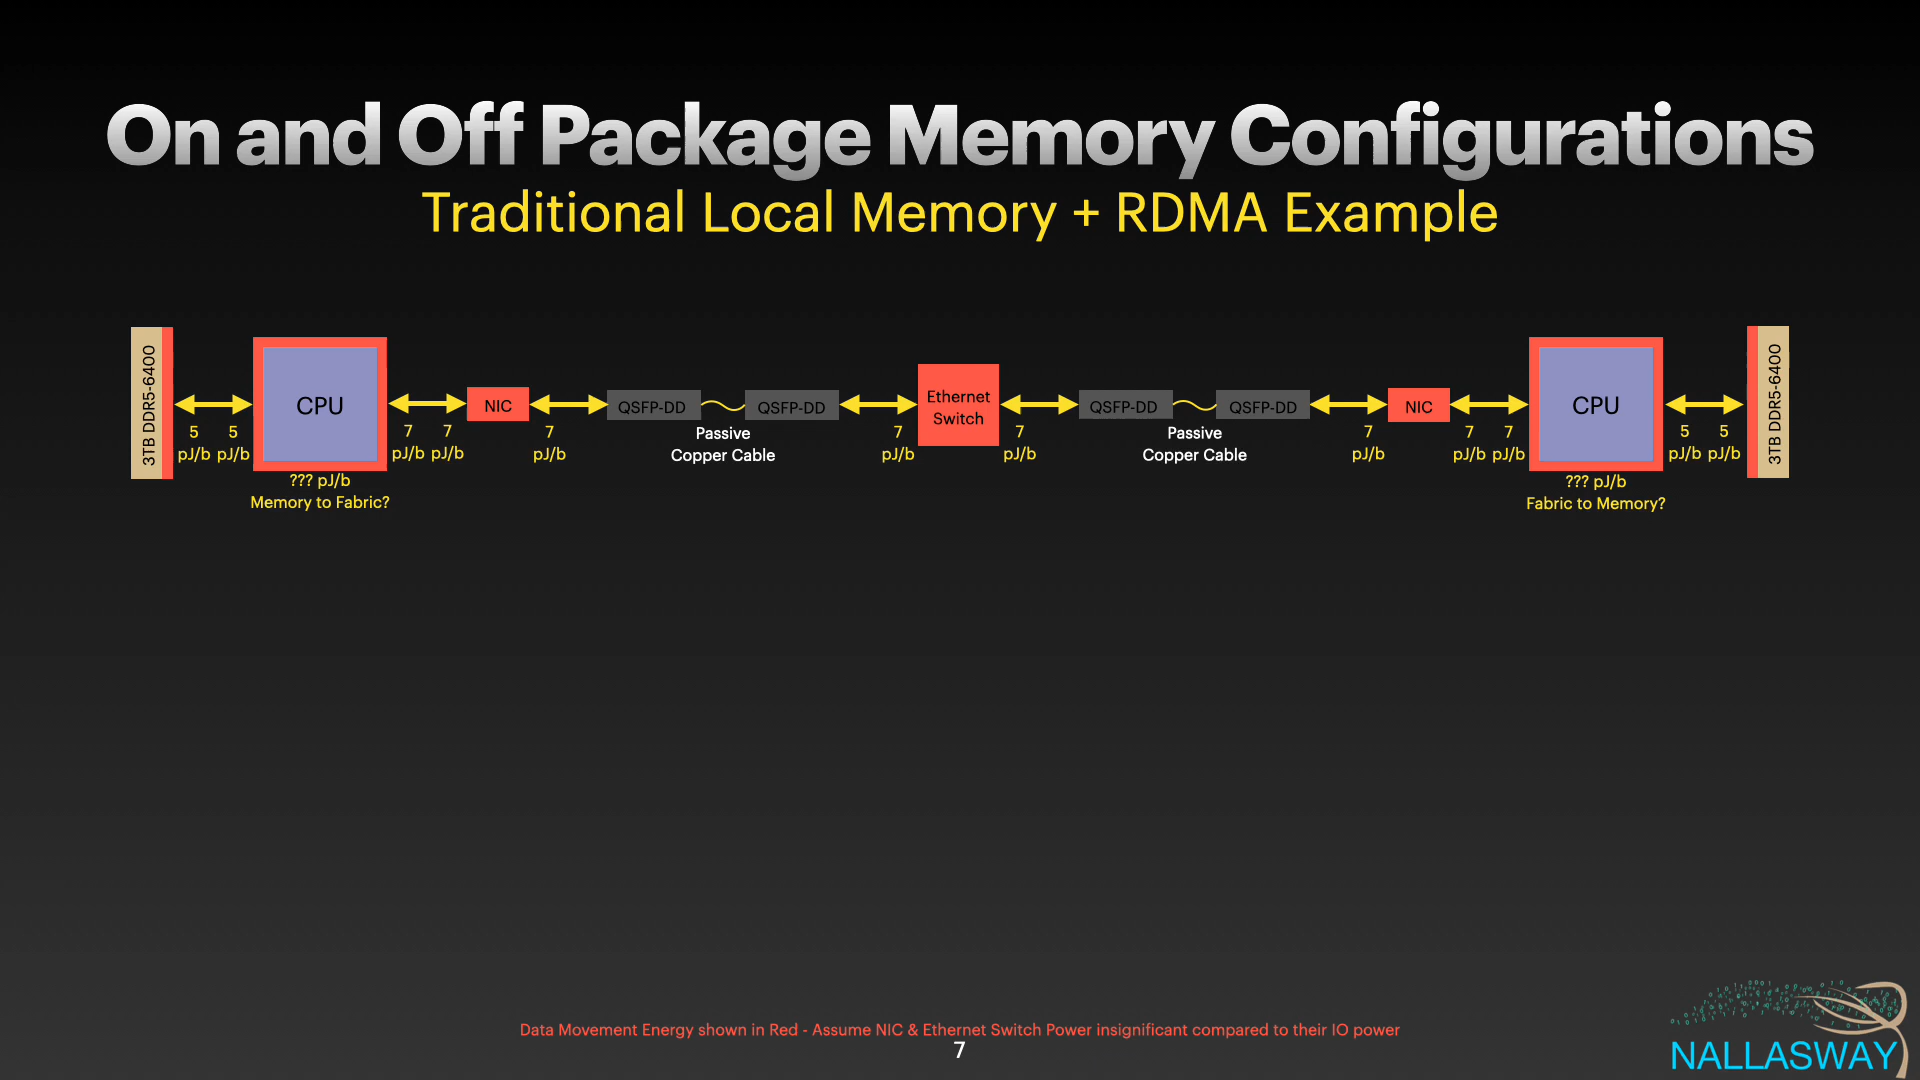 On and Off Package Memory Configurations
Traditional Local Memory + RDMA Example
3TB DDR5-6400
5 pJ/b
5 pJ/b
CPU
??? pJ/b
Memory to Fabric?
7 pJ/b
7 pJ/b
NIC
7 pJ/b
QSFP-DD
QSFP-DD
Passive
Copper Cable
7 pJ/b
Ethernet
Switch
7 pJ/b
QSFP-DD
QSFP-DD
Passive
Copper Cable
7 pJ/b
NIC
7 pJ/b
7 pJ/b
CPU
??? pJ/b
Fabric to Memory?
5 pJ/b
5 pJ/b
3TB DDR5-6400
Data Movement Energy shown in Red - Assume NIC & Ethernet Switch Power insignificant compared to their IO power
7
NALLASWAY